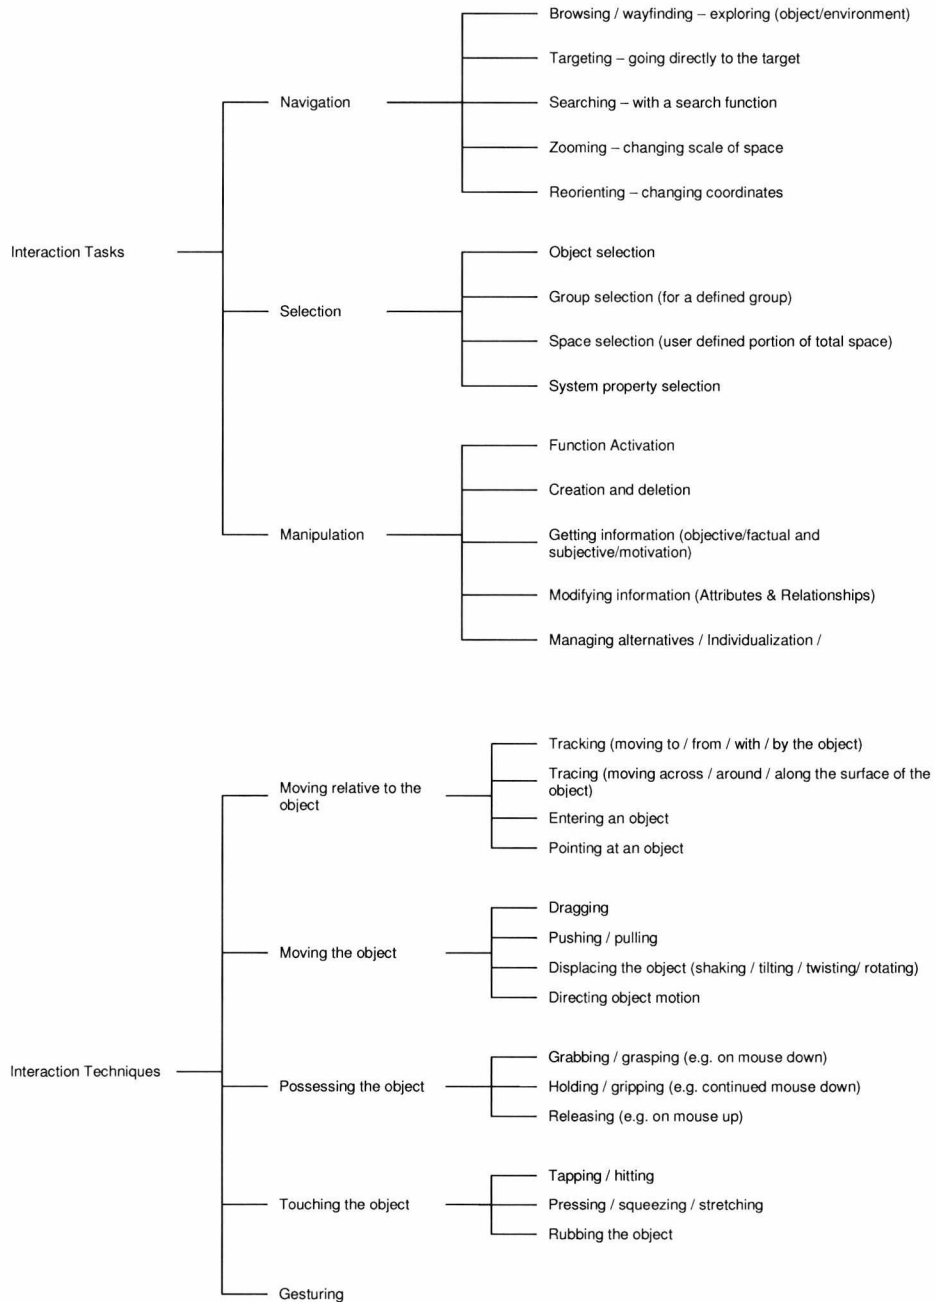 Browsing / wayfinding – exploring (object/environment)
Targeting – going directly to the target
Navigation
Searching – with a search function
Zooming – changing scale of space
Reorienting – changing coordinates
Interaction Tasks
Object selection
Group selection (for a defined group)
Selection
Space selection (user defined portion of total space)
System property selection
Function Activation
Creation and deletion
Manipulation
Getting information (objective/factual and
subjective/motivation)
Modifying information (Attributes & Relationships)
Managing alternatives / Individualization /
Tracking (moving to / from / with / by the object)
Moving relative to the
object
Tracing (moving across / around / along the surface of the
object)
Entering an object
Pointing at an object
Dragging
Pushing / pulling
Moving the object
Displacing the object (shaking / tilting / twisting/ rotating)
Directing object motion
Interaction Techniques
Grabbing / grasping (e.g. on mouse down)
Possessing the object
Holding / gripping (e.g. continued mouse down)
Releasing (e.g. on mouse up)
Tapping / hitting
Touching the object
Pressing / squeezing / stretching
Rubbing the object
Gesturing